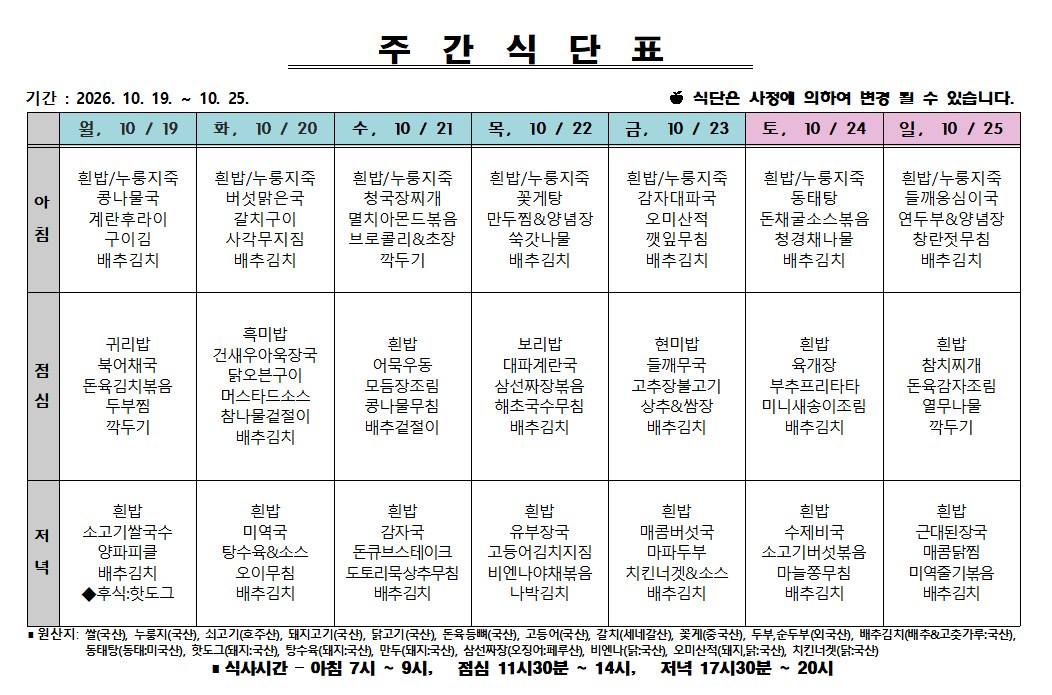 주 간 식 단 표
기간 : 2026. 10. 19. ~ 10. 25.
식단은 사정에 의하여 변경 될 수 있습니다.
월, 10 / 19
화, 10 / 20
수, 10 / 21
목, 10 / 22
금, 10 / 23
토, 10 / 24
일, 10 / 25
아침
흰밥/누룽지죽
콩나물국
계란후라이
구이김
배추김치
흰밥/누룽지죽
버섯맑은국
갈치구이
사각무지짐
배추김치
흰밥/누룽지죽
청국장찌개
멸치아몬드볶음
브로콜리&초장
깍두기
흰밥/누룽지죽
꽃게탕
만두찜&양념장
쑥갓나물
배추김치
흰밥/누룽지죽
감자대파국
오미산적
깻잎무침
배추김치
흰밥/누룽지죽
동태탕
돈채굴소스볶음
청경채나물
배추김치
흰밥/누룽지죽
들깨옹심이국
연두부&양념장
창란젓무침
배추김치
점심
귀리밥
북어채국
돈육김치볶음
두부찜
깍두기
흑미밥
건새우아욱장국
닭오븐구이
머스타드소스
참나물겉절이
배추김치
흰밥
어묵우동
모듬장조림
콩나물무침
배추겉절이
보리밥
대파계란국
삼선짜장볶음
해초국수무침
배추김치
현미밥
들깨무국
고추장불고기
상추&쌈장
배추김치
흰밥
육개장
부추프리타타
미니새송이조림
배추김치
흰밥
참치찌개
돈육감자조림
열무나물
깍두기
저녁
흰밥
소고기쌀국수
양파피클
배추김치
◆후식:핫도그
흰밥
미역국
탕수육&소스
오이무침
배추김치
흰밥
감자국
돈큐브스테이크
도토리묵상추무침
배추김치
흰밥
유부장국
고등어김치지짐
비엔나야채볶음
나박김치
흰밥
매콤버섯국
마파두부
치킨너겟&소스
배추김치
흰밥
수제비국
소고기버섯볶음
마늘쫑무침
배추김치
흰밥
근대된장국
매콤닭찜
미역줄기볶음
배추김치
■ 원산지: 쌀(국산), 누룽지(국산), 쇠고기(호주산), 돼지고기(국산), 닭고기(국산), 돈육등뼈(국산), 고등어(국산), 갈치(세네갈산), 꽃게(중국산), 두부,순두부(외국산), 배추김치(배추&고춧가루:국산),
동태탕(동태:미국산), 핫도그(돼지:국산), 탕수육(돼지:국산), 만두(돼지:국산), 삼선짜장(오징어:페루산), 비엔나(닭:국산), 오미산적(돼지,닭:국산), 치킨너겟(닭:국산)
■ 식사시간 - 아침 7시 ~ 9시, 점심 11시30분 ~ 14시, 저녁 17시30분 ~ 20시